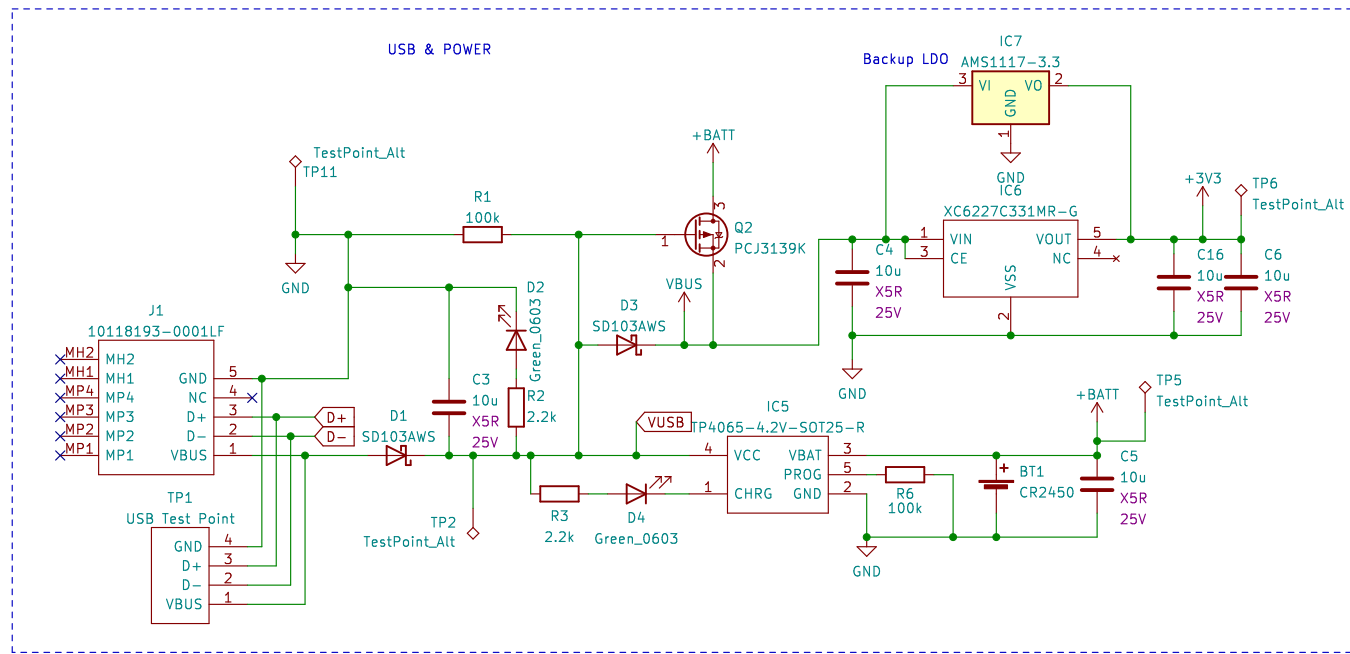 USB & POWER
Backup LDO
IC7
AMS1117-3.3
3
VI
VO
2
GND
1
GND
+BATT
TestPoint_Alt
TP11
R1
100k
3
Q2
PCJ3139K
1
2
GND
VBUS
D3
SD103AWS
IC6
XC6227C331MR-G
1
VIN
VOUT
5
3
CE
NC
4
VSS
2
C4
10u
X5R
25V
GND
+3V3
TP6
TestPoint_Alt
C16
10u
X5R
25V
C6
10u
X5R
25V
J1
10118193-0001LF
MH2
MH2
MH1
MH1
MP4
MP4
MP3
MP3
MP2
MP2
MP1
MP1
GND
5
NC
4
D+
3
D-
2
VBUS
1
D+
D-
D1
SD103AWS
C3
10u
X5R
25V
D2
Green_0603
R2
2.2k
TP1
USB Test Point
GND
4
D+
3
D-
2
VBUS
1
TP2
TestPoint_Alt
R3
2.2k
D4
Green_0603
VUSB
IC5
TP4065-4.2V-SOT25-R
4
VCC
VBAT
3
PROG
5
1
CHRG
GND
2
R6
100k
GND
BT1
CR2450
+
+BATT
TP5
TestPoint_Alt
C5
10u
X5R
25V